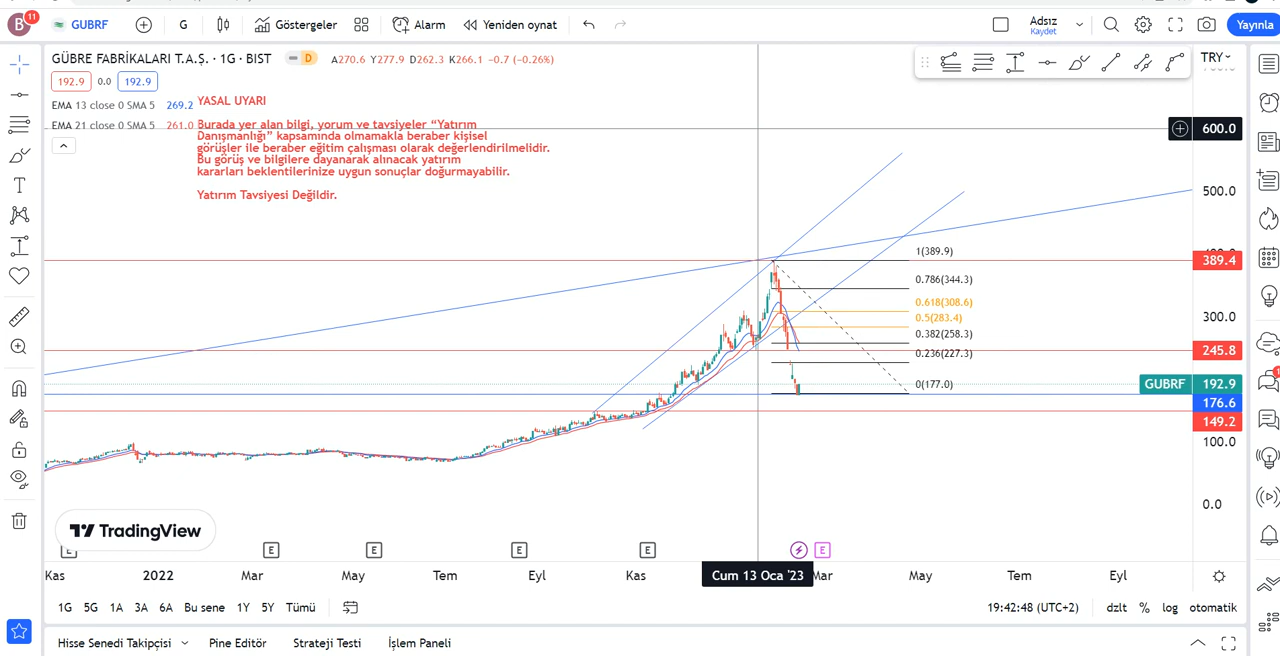 B
11
GUBRF
G
Göstergeler
Alarm
Yeniden oynat
Adsız
Kaydet
Yayınla
GÜBRE FABRİKALARI T.A.Ş. · 1G · BIST
D
A270.6 Y277.9 D262.3 K266.1 -0.7 (-0.26%)
TRY
192.9 0.0 192.9
EMA 13 close 0 SMA 5 269.2
EMA 21 close 0 SMA 5 261.0
YASAL UYARI
Burada yer alan bilgi, yorum ve tavsiyeler “Yatırım
Danışmanlığı” kapsamında olmamakla beraber kişisel
görüşler ile beraber eğitim çalışması olarak değerlendirilmelidir.
Bu görüş ve bilgilere dayanarak alınacak yatırım
kararları beklentilerinize uygun sonuçlar doğurmayabilir.
Yatırım Tavsiyesi Değildir.
600.0
500.0
389.4
300.0
245.8
GUBRF 192.9
176.6
149.2
100.0
0.0
1(389.9)
0.786(344.3)
0.618(308.6)
0.5(283.4)
0.382(258.3)
0.236(227.3)
0(177.0)
TradingView
E E E E E E
Kas 2022 Mar May Tem Eyl Kas Cum 13 Oca '23 Mar May Tem Eyl
1G 5G 1A 3A 6A Bu sene 1Y 5Y Tümü
19:42:48 (UTC+2) dzlt % log otomatik
Hisse Senedi Takipçisi Pine Editör Strateji Testi İşlem Paneli